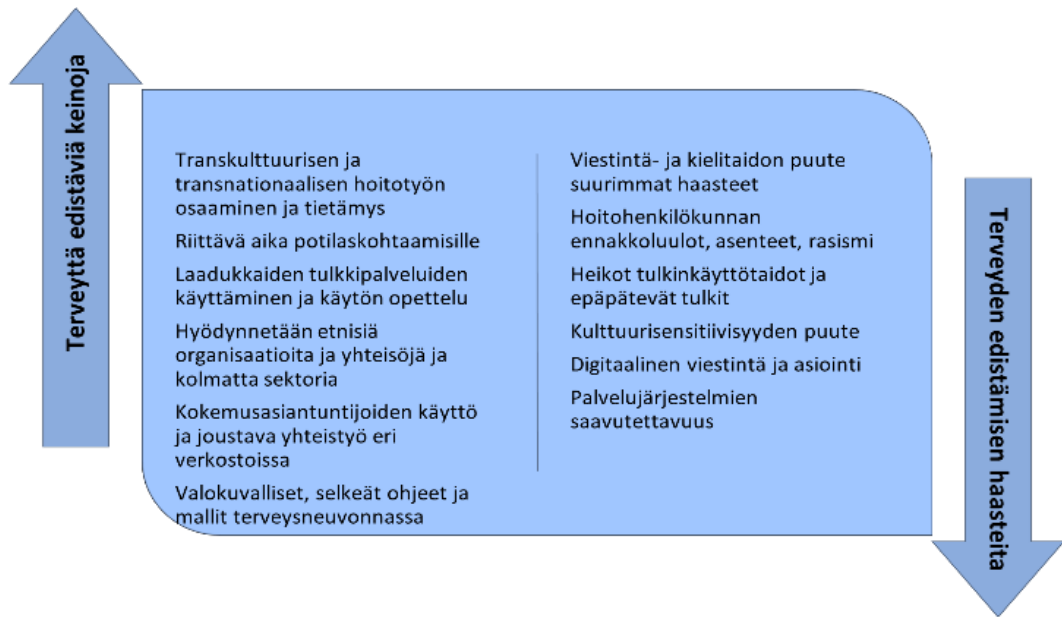 Terveyttä edistäviä keinoja
Transkulttuurisen ja
transnationaalisen hoitotyön
osaaminen ja tietämys
Riittävä aika potilaskohtaamisille
Laadukkaiden tulkkipalveluiden
käyttäminen ja käytön opettelu
Hyödynnetään etnisiä
organisaatioita ja yhteisöjä ja
kolmatta sektoria
Kokemusasiantuntijoiden käyttö
ja joustava yhteistyö eri
verkostoissa
Valokuvalliset, selkeät ohjeet ja
mallit terveysneuvonnassa
Viestintä- ja kielitaidon puute
suurimmat haasteet
Hoitohenkilökunnan
ennakkoluulot, asenteet, rasismi
Heikot tulkinkäyttötaidot ja
epäpätevät tulkit
Kulttuurisensitiivisyyden puute
Digitaalinen viestintä ja asiointi
Palvelujärjestelmien
saavutettavuus
Terveyden edistämisen haasteita